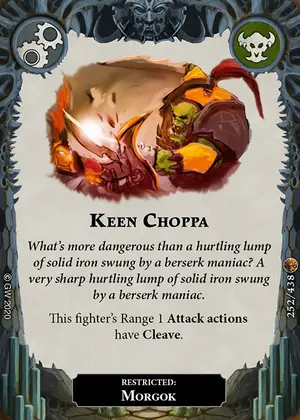 Keen Choppa
What's more dangerous than a hurtling lump
of solid iron swung by a berserk maniac? A
very sharp hurtling lump of solid iron swung
by a berserk maniac.
This fighter's Range 1 Attack actions
have Cleave.
© GW 2020
252/438
RESTRICTED:
Morgok